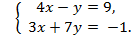 4x − y = 9,
3x + 7y = −1.